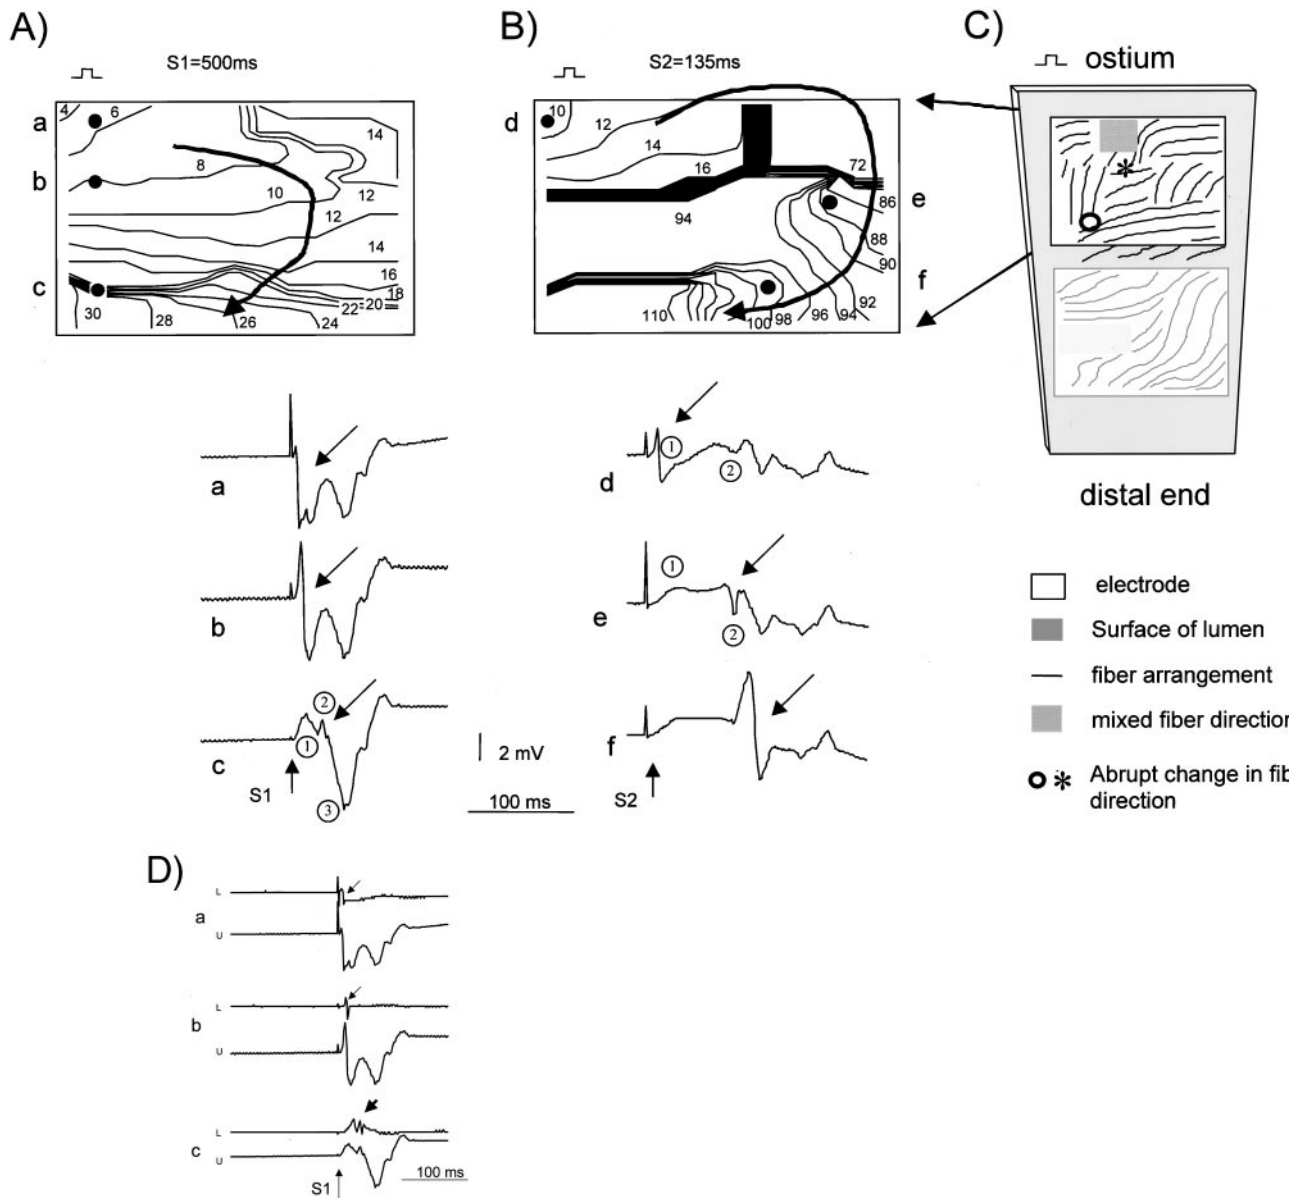 A)
B)
C)
S1=500ms
S2=135ms
ostium
a
4
6
14
b
8
10
12
12
14
c
16
18
20
22
24
26
28
30
d
10
12
14
16
72
e
94
86
88
90
f
92
94
96
98
100
110
a
b
c
1
2
3
S1
d
1
2
e
1
2
f
S2
2 mV
100 ms
distal end
electrode
Surface of lumen
fiber arrangement
mixed fiber direction
Abrupt change in fib
direction
D)
a
L
U
b
L
U
c
L
U
S1
100 ms